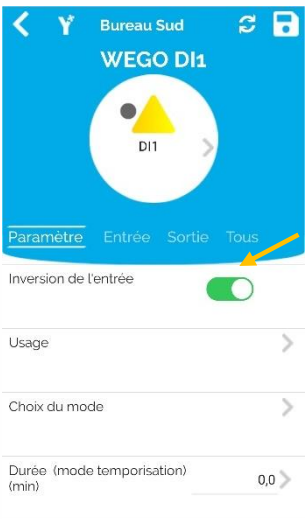 Bureau Sud
WEGO DI1
DI1
Paramètre Entrée Sortie Tous
Inversion de l'entrée
Usage
Choix du mode
Durée (mode temporisation)
(min)
0,0